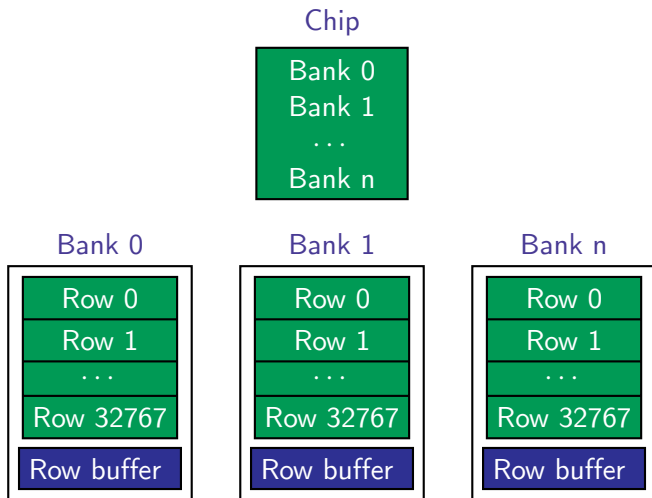 Chip
Bank 0
Bank 1
...
Bank n
Bank 0
Row 0
Row 1
...
Row 32767
Row buffer
Bank 1
Row 0
Row 1
...
Row 32767
Row buffer
Bank n
Row 0
Row 1
...
Row 32767
Row buffer